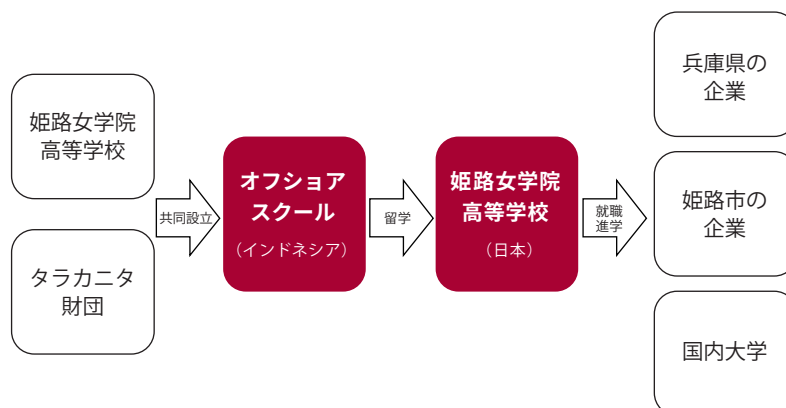 姫路女学院
高等学校
タラカニタ
財団
共同設立
オフショア
スクール
（インドネシア）
留学
姫路女学院
高等学校
（日本）
就職
進学
兵庫県の
企業
姫路市の
企業
国内大学